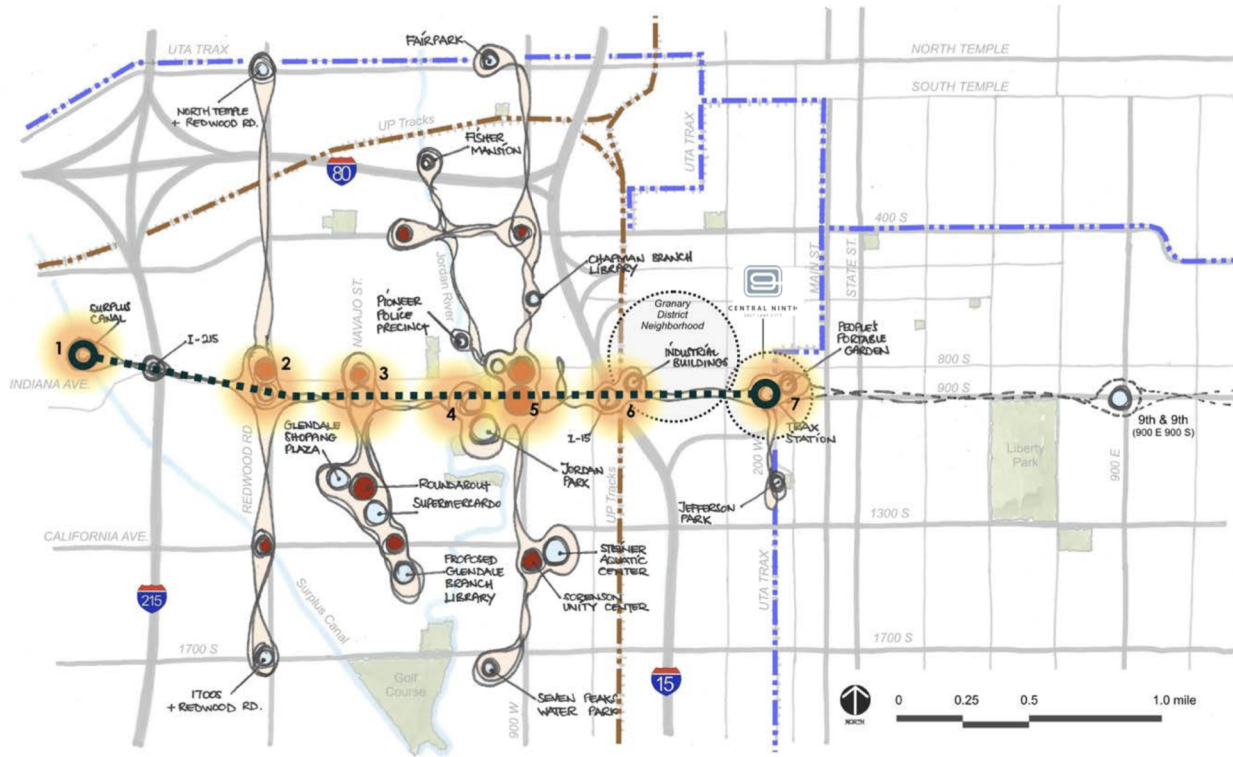 UTA TRAX
FAIRPARK
NORTH TEMPLE
SOUTH TEMPLE
NORTH TEMPLE
+ REDWOOD RD.
UP Tracks
FISHER
MANSION
80
UTA TRAX
400 S
Jordan River
CHAPMAN BRANCH
LIBRARY
MAIN ST.
STATE ST.
9
CENTRAL NINTH
SALT LAKE CITY
SURPLUS
CANAL
NAVAJO ST.
PIONEER
POLICE
PRECINCT
Granary
District
Neighborhood
PEOPLE'S
PORTABLE
GARDEN
1
I-215
2
3
INDUSTRIAL
BUILDINGS
800 S
INDIANA AVE.
900 S
4
5
6
7
GLENDALE
SHOPPING
PLAZA
I-15
TRAX
STATION
9th & 9th
(900 E 900 S)
REDWOOD RD.
JORDAN
PARK
200 W
Liberty
Park
900 E
ROUNDABOUT
SUPERMERCARDO
UP Tracks
JEFFERSON
PARK
1300 S
CALIFORNIA AVE.
PROPOSED
GLENDALE
BRANCH
LIBRARY
STEINER
AQUATIC
CENTER
SORENSON
UNITY CENTER
UTA TRAX
215
Surplus Canal
1700 S
1700 S
Golf
Course
15
1700S
+ REDWOOD RD.
900 W
SEVEN PEAKS
WATER PARK
NORTH
0
0.25
0.5
1.0 mile